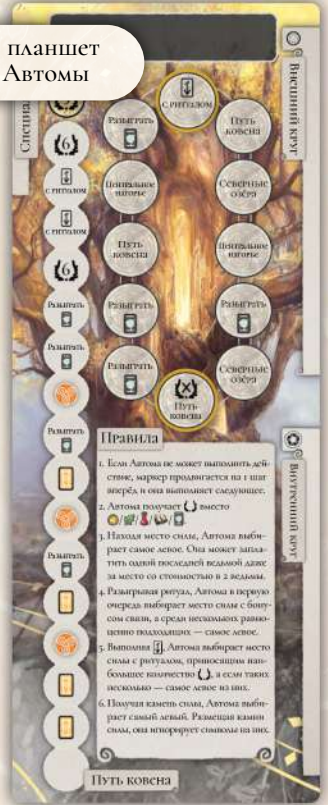 планшет
Автомы
Специа
Внешний круг
с ритуалом
Разыграть
Путь
ковена
6
с ритуалом
Центральное
нагорье
Северные
озёра
с ритуалом
Путь
ковена
Центральное
нагорье
6
Разыграть
Разыграть
Разыграть
Разыграть
Разыграть
Северные
озёра
Путь
ковена
Разыграть
Разыграть
Правила
1. Если Автома не может выполнить дей-
ствие, маркер продвигается на 1 шаг
вперёд и она выполняет следующее.
2. Автома получает вместо
/ / / /
3. Находя место силы, Автома выби-
рает самое левое. Она может запла-
тить одной последней ведьмой даже
за место со стоимостью в 2 ведьмы.
4. Разыгрывая ритуал, Автома в первую
очередь выбирает место силы с бону-
сом связи, а среди нескольких равно-
ценно подходящих — самое левое.
5. Выполняя , Автома выбирает место
силы с ритуалом, приносящим наи-
большее количество , а если таких
несколько — самое левое из них.
6. Получая камень силы, Автома выби-
рает самый левый. Размещая камни
силы, она игнорирует символы на них.
Внутренний круг
Путь ковена